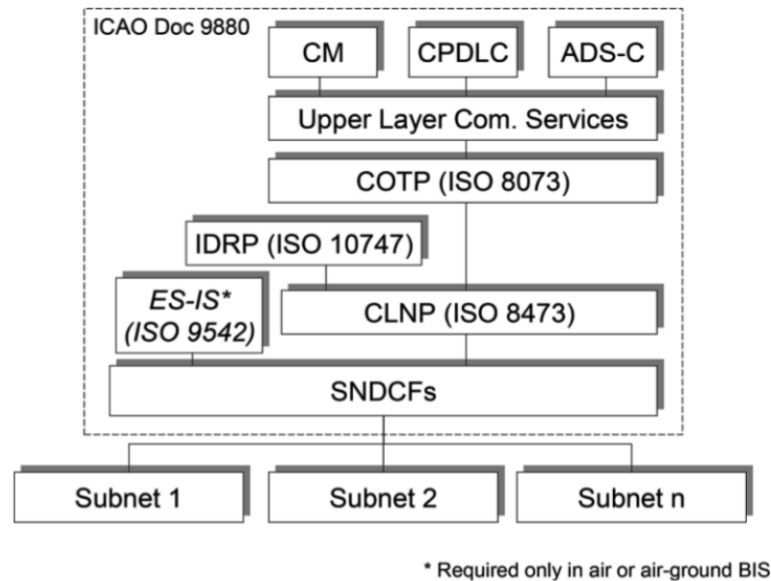 ICAO Doc 9880
CM
CPDLC
ADS-C
Upper Layer Com. Services
COTP (ISO 8073)
IDRP (ISO 10747)
ES-IS*
(ISO 9542)
CLNP (ISO 8473)
SNDCFs
Subnet 1
Subnet 2
Subnet n
* Required only in air or air-ground BIS